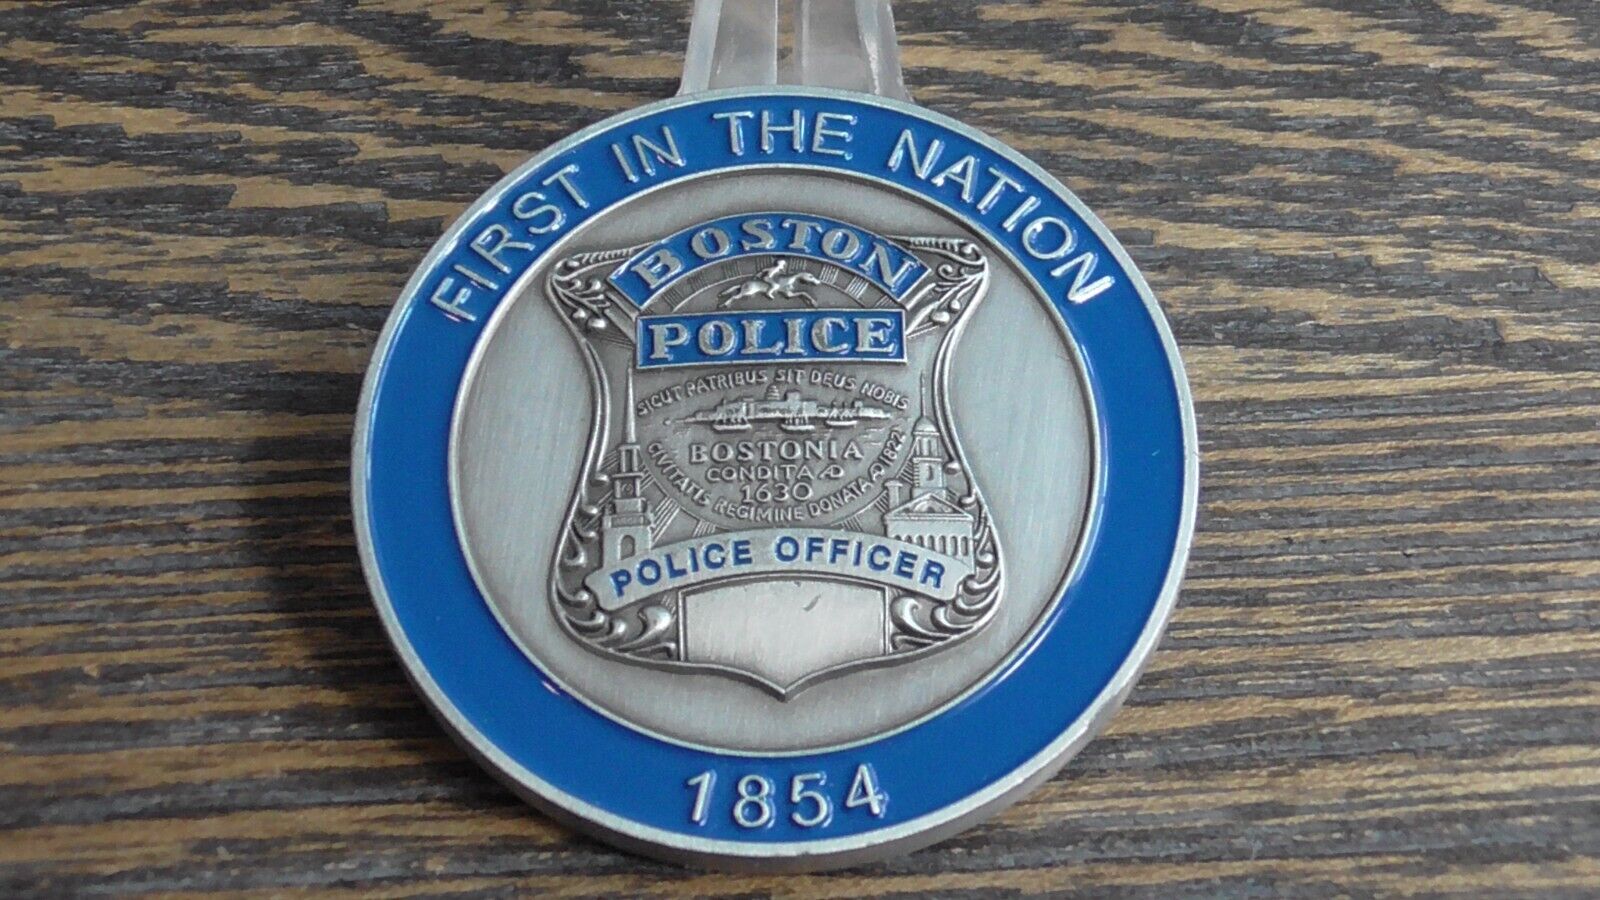 FIRST IN THE NATION
BOSTON
POLICE
SICUT PATRIBUS SIT DEUS NOBIS
BOSTONIA
CONDITA AD
1630
CIVITATIS REGIMINE DONATA AD 1822
POLICE OFFICER
1854